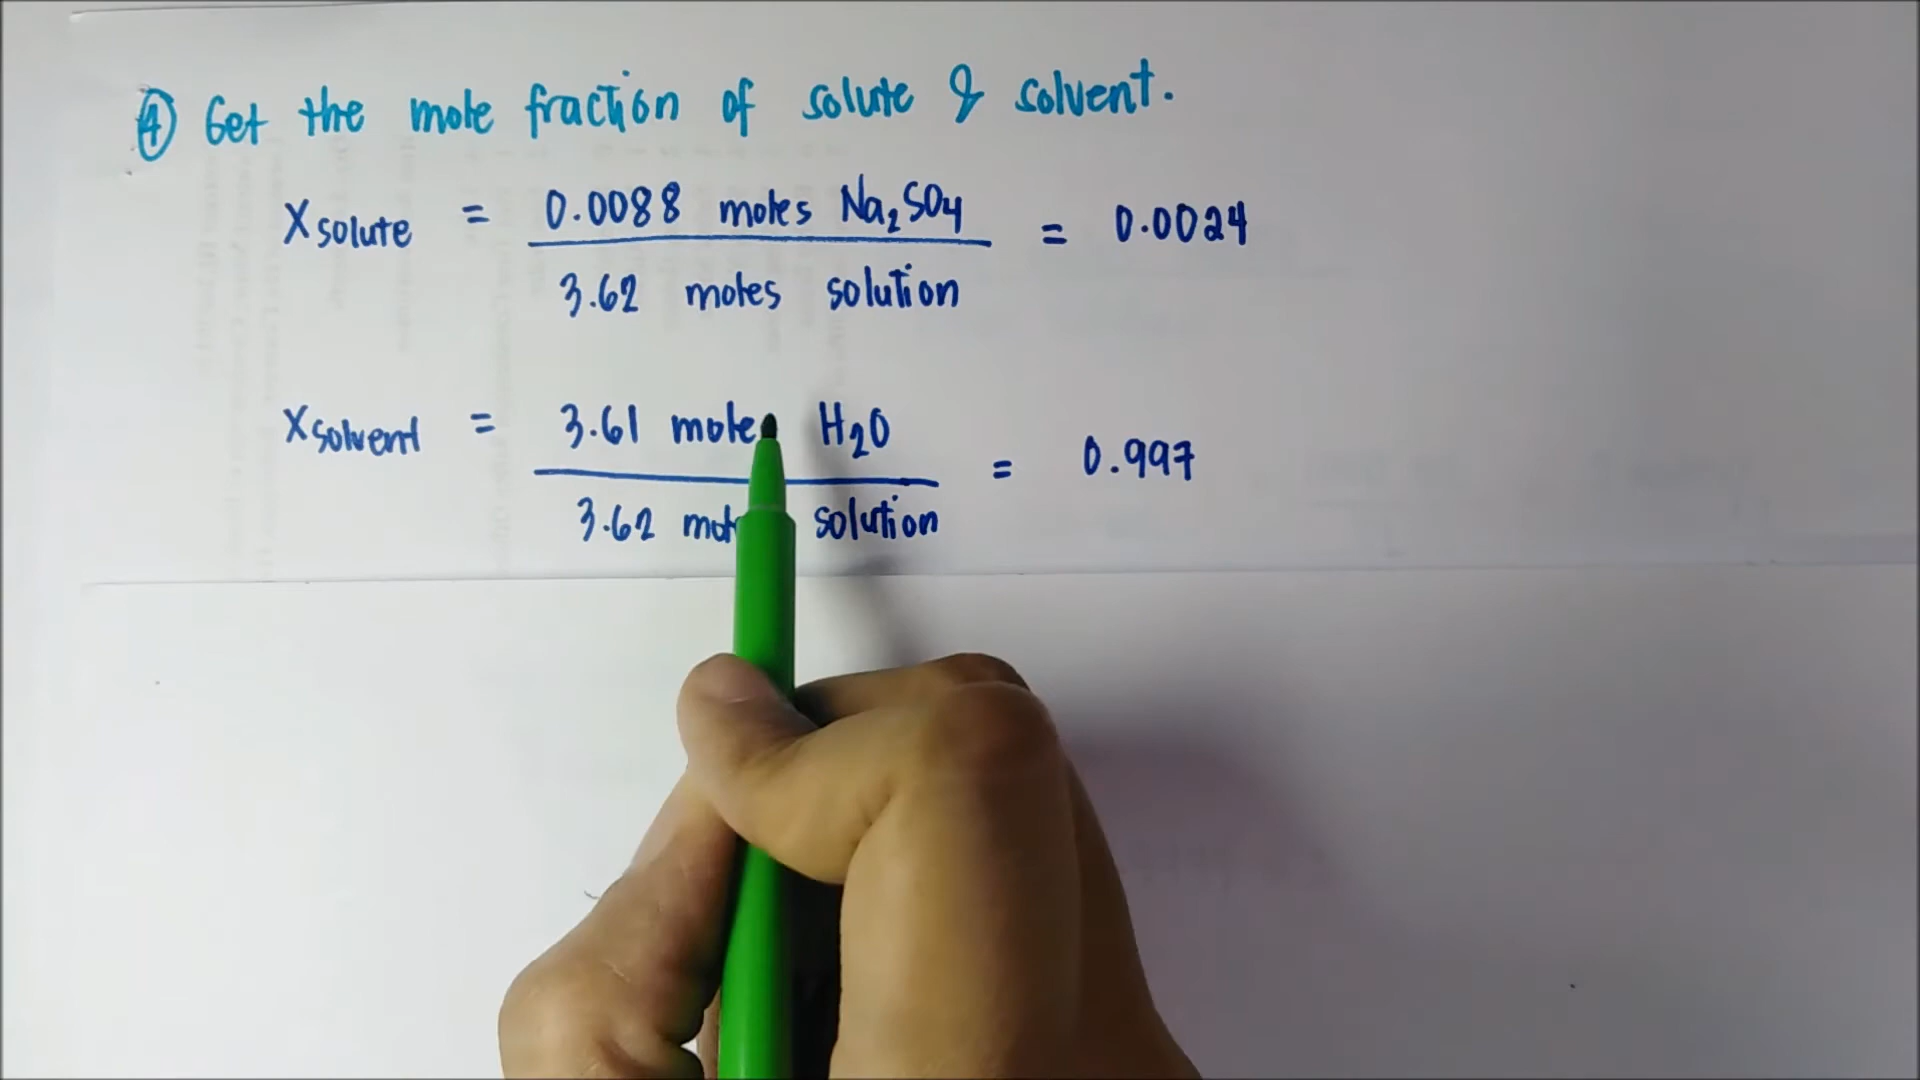 4 Get the mole fraction of solute & solvent.
Xsolute = 0.0088 moles Na2SO4 = 0.0024
3.62 moles solution
Xsolvent = 3.61 mole H2O = 0.997
3.62 solution